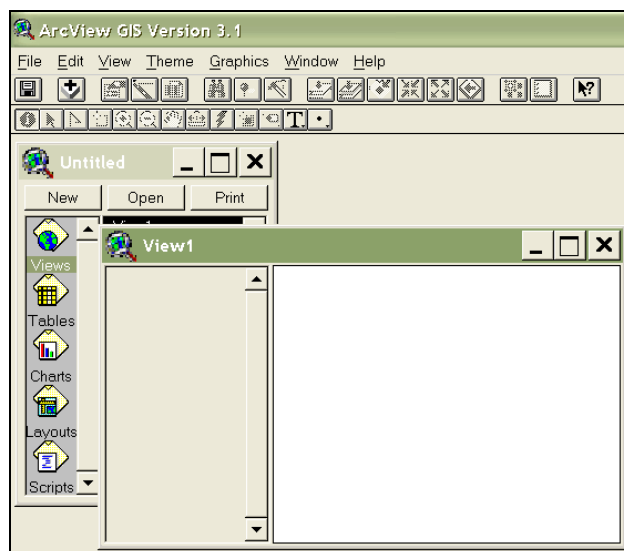 ArcView GIS Version 3.1
File Edit View Theme Graphics Window Help
Untitled
New Open Print
View1
View1
Views
Tables
Charts
Layouts
Scripts